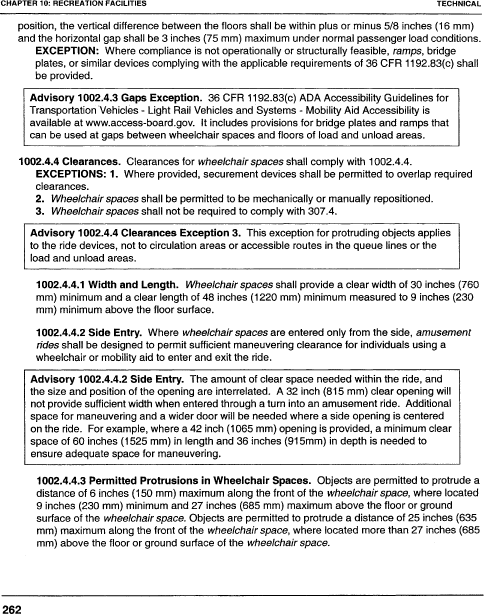 CHAPTER 10: RECREATION FACILITIES TECHNICAL
position, the vertical difference between the floors shall be within plus or minus 5/8 inches (16 mm)
and the horizontal gap shall be 3 inches (75 mm) maximum under normal passenger load conditions.
EXCEPTION: Where compliance is not operationally or structurally feasible, ramps, bridge
plates, or similar devices complying with the applicable requirements of 36 CFR 1192.83(c) shall
be provided.
Advisory 1002.4.3 Gaps Exception. 36 CFR 1192.83(c) ADA Accessibility Guidelines for
Transportation Vehicles - Light Rail Vehicles and Systems - Mobility Aid Accessibility is
available at www.access-board.gov. It includes provisions for bridge plates and ramps that
can be used at gaps between wheelchair spaces and floors of load and unload areas.
1002.4.4 Clearances. Clearances for wheelchair spaces shall comply with 1002.4.4.
EXCEPTIONS: 1. Where provided, securement devices shall be permitted to overlap required
clearances.
2. Wheelchair spaces shall be permitted to be mechanically or manually repositioned.
3. Wheelchair spaces shall not be required to comply with 307.4.
Advisory 1002.4.4 Clearances Exception 3. This exception for protruding objects applies
to the ride devices, not to circulation areas or accessible routes in the queue lines or the
load and unload areas.
1002.4.4.1 Width and Length. Wheelchair spaces shall provide a clear width of 30 inches (760
mm) minimum and a clear length of 48 inches (1220 mm) minimum measured to 9 inches (230
mm) minimum above the floor surface.
1002.4.4.2 Side Entry. Where wheelchair spaces are entered only from the side, amusement
rides shall be designed to permit sufficient maneuvering clearance for individuals using a
wheelchair or mobility aid to enter and exit the ride.
Advisory 1002.4.4.2 Side Entry. The amount of clear space needed within the ride, and
the size and position of the opening are interrelated. A 32 inch (815 mm) clear opening will
not provide sufficient width when entered through a turn into an amusement ride. Additional
space for maneuvering and a wider door will be needed where a side opening is centered
on the ride. For example, where a 42 inch (1065 mm) opening is provided, a minimum clear
space of 60 inches (1525 mm) in length and 36 inches (915mm) in depth is needed to
ensure adequate space for maneuvering.
1002.4.4.3 Permitted Protrusions in Wheelchair Spaces. Objects are permitted to protrude a
distance of 6 inches (150 mm) maximum along the front of the wheelchair space, where located
9 inches (230 mm) minimum and 27 inches (685 mm) maximum above the floor or ground
surface of the wheelchair space. Objects are permitted to protrude a distance of 25 inches (635
mm) maximum along the front of the wheelchair space, where located more than 27 inches (685
mm) above the floor or ground surface of the wheelchair space.
262